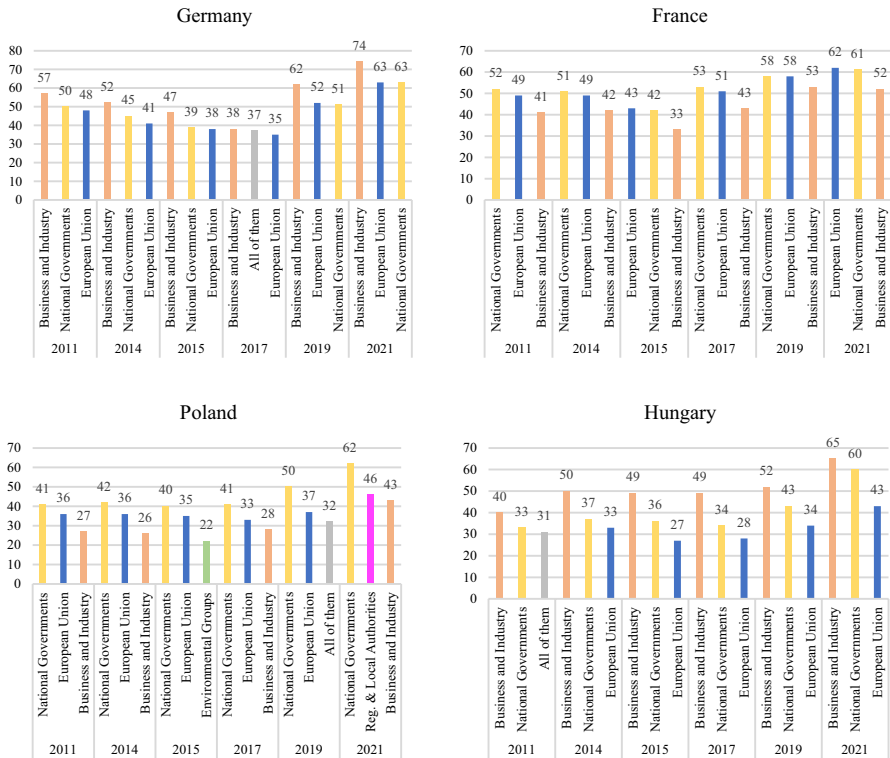 Germany
80
70
60
50
40
30
20
10
0
57
50
48
52
45
41
47
39
38
38
37
35
62
52
51
74
63
63
Business and Industry
National Governments
European Union
Business and Industry
National Governments
European Union
Business and Industry
National Governments
European Union
Business and Industry
All of them
European Union
Business and Industry
European Union
National Governments
Business and Industry
European Union
National Governments
2011
2014
2015
2017
2019
2021
France
70
60
50
40
30
20
10
0
52
49
41
51
49
42
43
42
33
53
51
43
58
58
53
62
61
52
National Governments
European Union
Business and Industry
National Governments
European Union
Business and Industry
European Union
National Governments
Business and Industry
National Governments
European Union
Business and Industry
National Governments
European Union
Business and Industry
European Union
National Governments
Business and Industry
2011
2014
2015
2017
2019
2021
Poland
70
60
50
40
30
20
10
0
41
36
27
42
36
26
40
35
22
41
33
28
50
37
32
62
46
43
National Governments
European Union
Business and Industry
National Governments
European Union
Business and Industry
National Governments
European Union
Environmental Groups
National Governments
European Union
Business and Industry
National Governments
European Union
All of them
National Governments
Reg. & Local Authorities
Business and Industry
2011
2014
2015
2017
2019
2021
Hungary
70
60
50
40
30
20
10
0
40
33
31
50
37
33
49
36
27
49
34
28
52
43
34
65
60
43
Business and Industry
National Governments
All of them
Business and Industry
National Governments
European Union
Business and Industry
National Governments
European Union
Business and Industry
National Governments
European Union
Business and Industry
National Governments
European Union
Business and Industry
National Governments
European Union
2011
2014
2015
2017
2019
2021